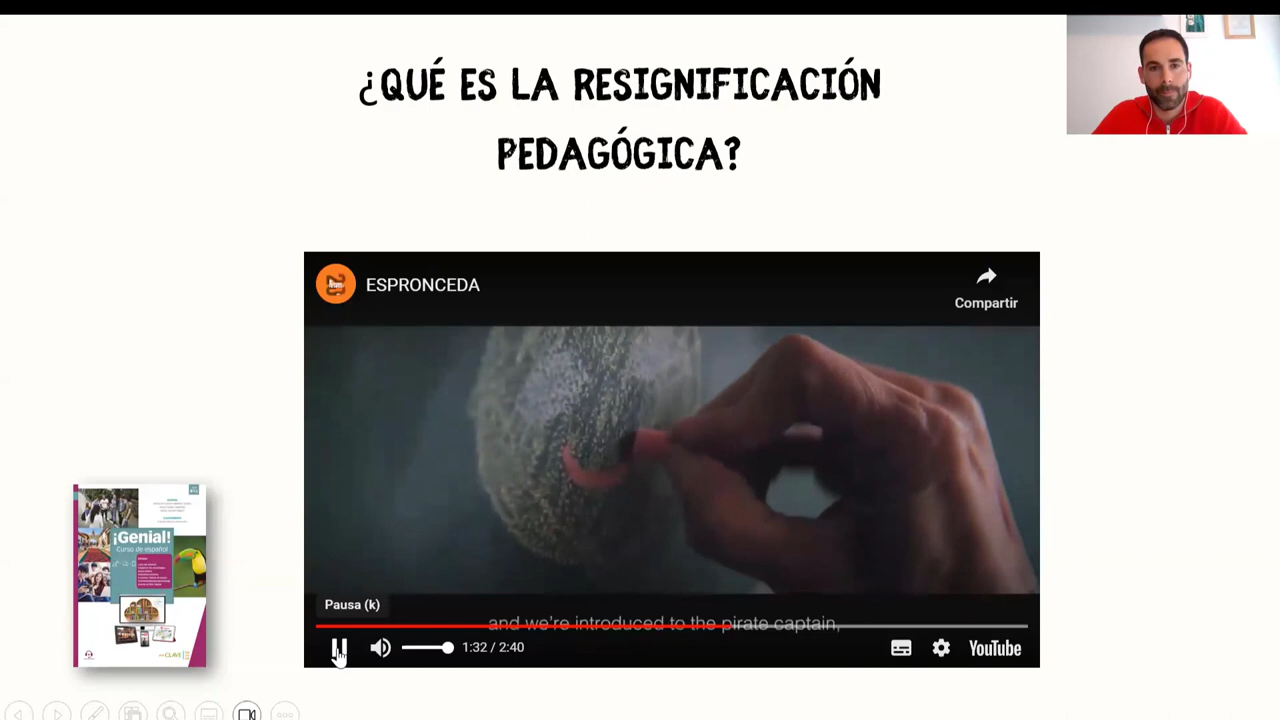 ¿QUÉ ES LA RESIGNIFICACIÓN
PEDAGÓGICA?
ESPRONCEDA
Compartir
Pausa (k)
and we're introduced to the pirate captain,
1:32 / 2:40
YouTube
¡Genial!
Curso de español
CLAVE